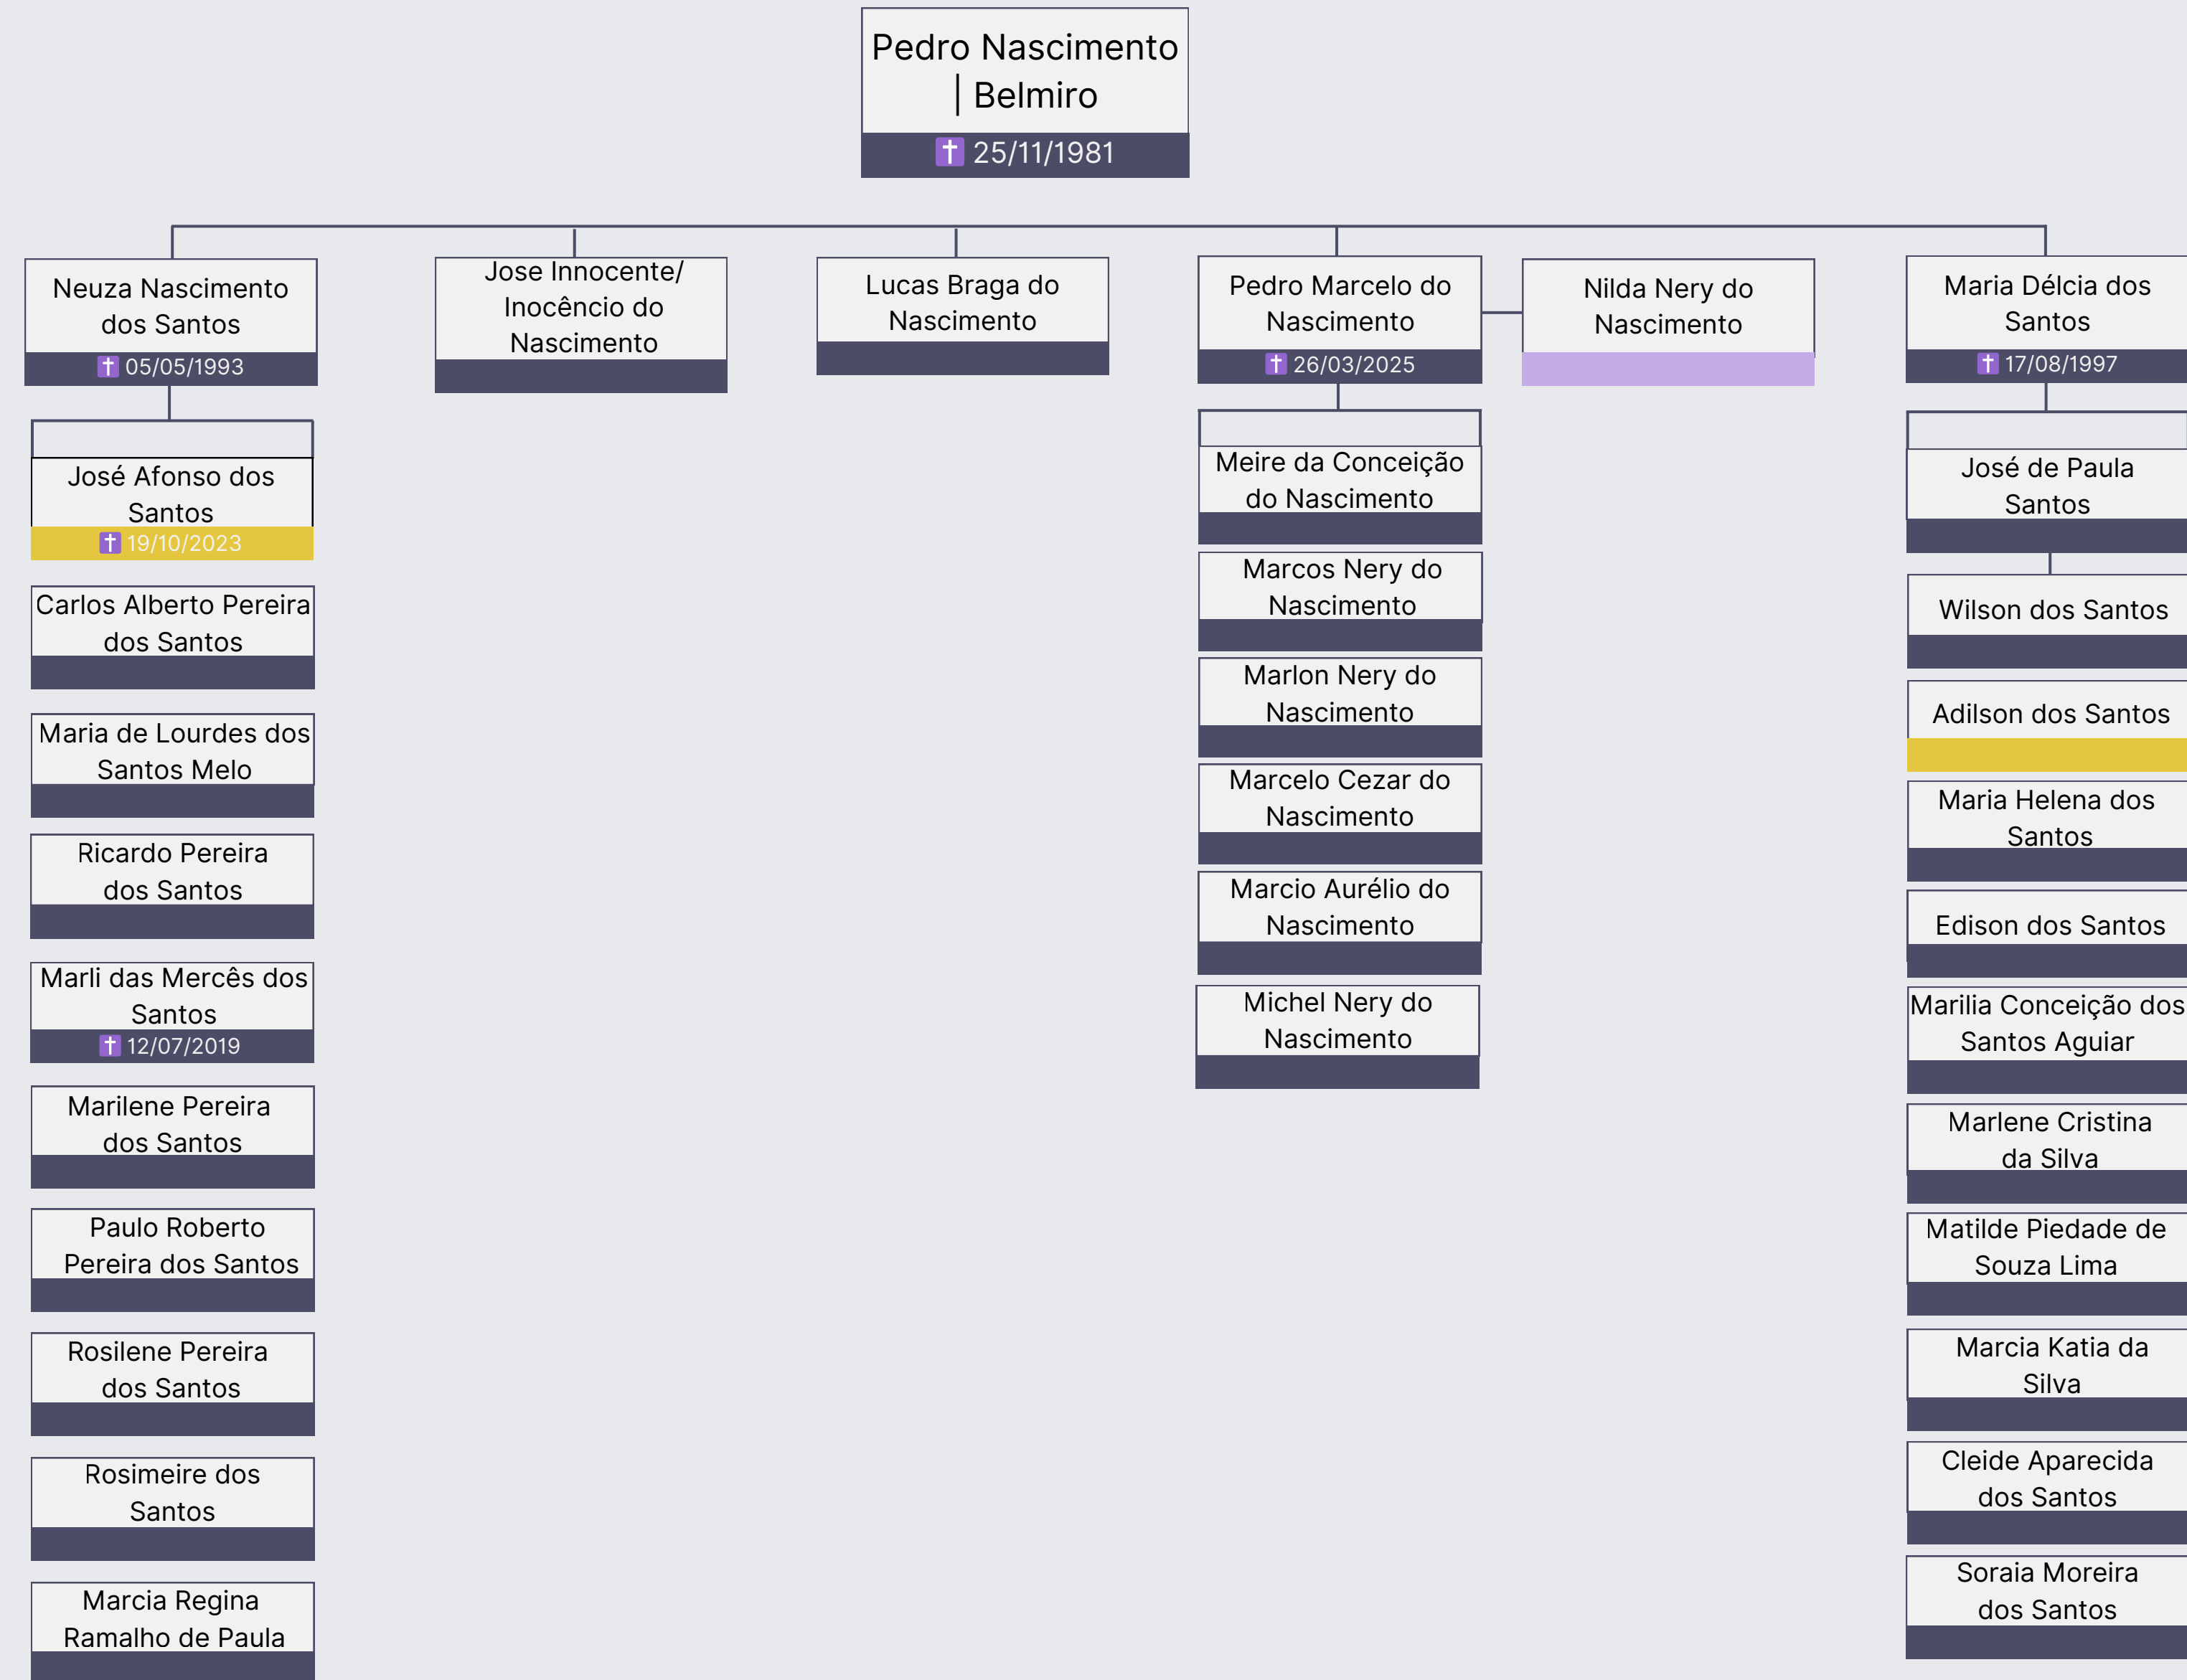 Pedro Nascimento
| Belmiro
✝ 25/11/1981
Neuza Nascimento
dos Santos
✝ 05/05/1993
Jose Innocente/
Inocêncio do
Nascimento
Lucas Braga do
Nascimento
Pedro Marcelo do
Nascimento
✝ 26/03/2025
Nilda Nery do
Nascimento
Maria Délcia dos
Santos
✝ 17/08/1997
José Afonso dos
Santos
✝ 19/10/2023
Carlos Alberto Pereira
dos Santos
Maria de Lourdes dos
Santos Melo
Ricardo Pereira
dos Santos
Marli das Mercês dos
Santos
✝ 12/07/2019
Marilene Pereira
dos Santos
Paulo Roberto
Pereira dos Santos
Rosilene Pereira
dos Santos
Rosimeire dos
Santos
Marcia Regina
Ramalho de Paula
Meire da Conceição
do Nascimento
Marcos Nery do
Nascimento
Marlon Nery do
Nascimento
Marcelo Cezar do
Nascimento
Marcio Aurélio do
Nascimento
Michel Nery do
Nascimento
José de Paula
Santos
Wilson dos Santos
Adilson dos Santos
Maria Helena dos
Santos
Edison dos Santos
Marilia Conceição dos
Santos Aguiar
Marlene Cristina
da Silva
Matilde Piedade de
Souza Lima
Marcia Katia da
Silva
Cleide Aparecida
dos Santos
Soraia Moreira
dos Santos